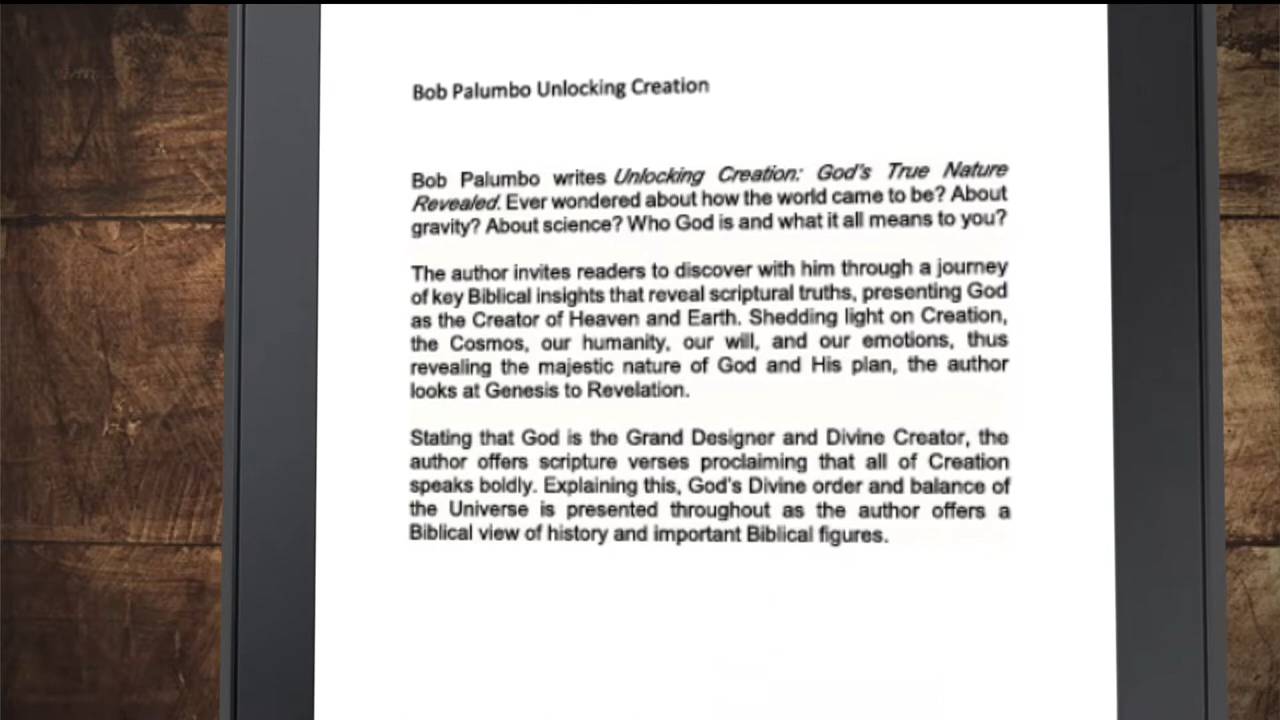 Bob Palumbo Unlocking Creation
Bob Palumbo writes Unlocking Creation: God's True Nature
Revealed. Ever wondered about how the world came to be? About
gravity? About science? Who God is and what it all means to you?
The author invites readers to discover with him through a journey
of key Biblical insights that reveal scriptural truths, presenting God
as the Creator of Heaven and Earth. Shedding light on Creation,
the Cosmos, our humanity, our will, and our emotions, thus
revealing the majestic nature of God and His plan, the author
looks at Genesis to Revelation.
Stating that God is the Grand Designer and Divine Creator, the
author offers scripture verses proclaiming that all of Creation
speaks boldly. Explaining this, God's Divine order and balance of
the Universe is presented throughout as the author offers a
Biblical view of history and important Biblical figures.